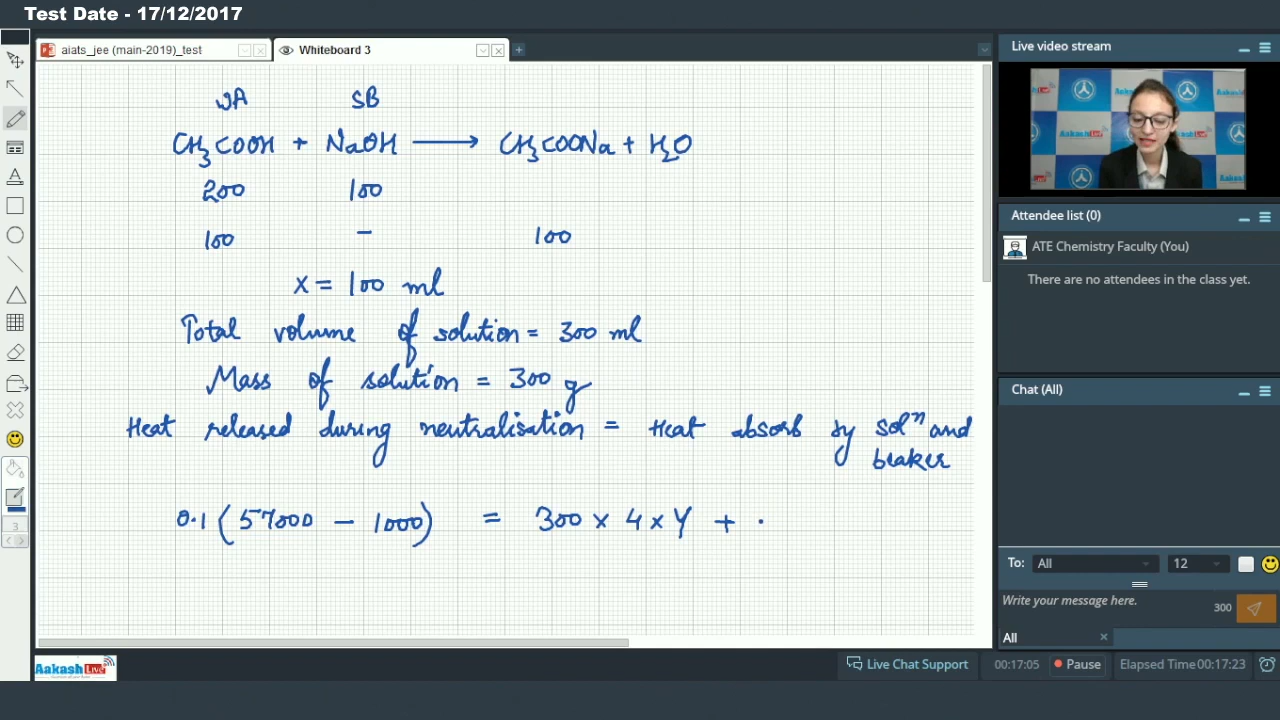 Test Date - 17/12/2017
aiats_jee (main-2019)_test
Whiteboard 3
WA SB
CH3COOH + NaOH ⟶ CH3COONa + H2O
200 100
100 – 100
x = 100 ml
Total volume of solution = 300 ml
Mass of solution = 300 g
Heat released during neutralisation = Heat absorb by solⁿ and
beaker
0.1 (57000 – 1000) = 300 × 4 × Y + .
3
Live video stream
Attendee list (0)
ATE Chemistry Faculty (You)
There are no attendees in the class yet.
Chat (All)
To: All 12
Write your message here.
300
All
Aakash Live
Live Chat Support
00:17:05
Pause
Elapsed Time 00:17:23